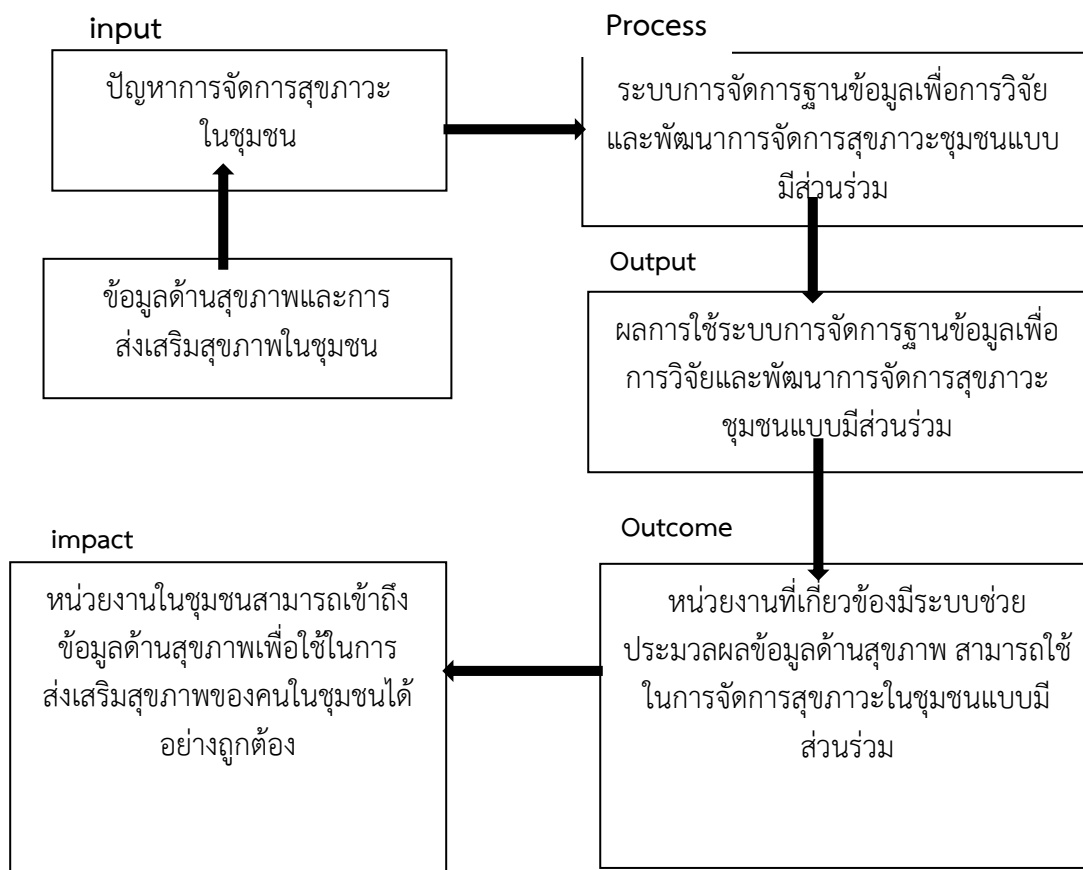 input
ปัญหาการจัดการสุขภาวะ
ในชุมชน
ข้อมูลด้านสุขภาพและการ
ส่งเสริมสุขภาพในชุมชน
Process
ระบบการจัดการฐานข้อมูลเพื่อการวิจัย
และพัฒนาการจัดการสุขภาวะชุมชนแบบ
มีส่วนร่วม
Output
ผลการใช้ระบบการจัดการฐานข้อมูลเพื่อ
การวิจัยและพัฒนาการจัดการสุขภาวะ
ชุมชนแบบมีส่วนร่วม
Outcome
หน่วยงานที่เกี่ยวข้องมีระบบช่วย
ประมวลผลข้อมูลด้านสุขภาพ สามารถใช้
ในการจัดการสุขภาวะในชุมชนแบบมี
ส่วนร่วม
impact
หน่วยงานในชุมชนสามารถเข้าถึง
ข้อมูลด้านสุขภาพเพื่อใช้ในการ
ส่งเสริมสุขภาพของคนในชุมชนได้
อย่างถูกต้อง